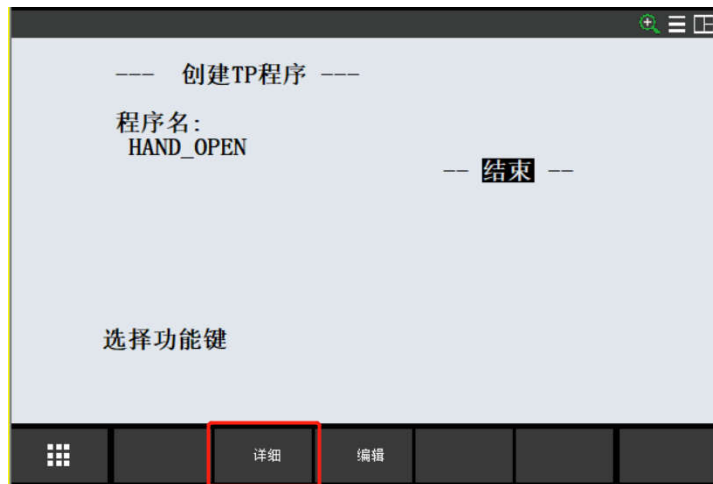 --- 创建TP程序 ---
程序名:
HAND_OPEN
-- 结束 --
选择功能键
详细 编辑